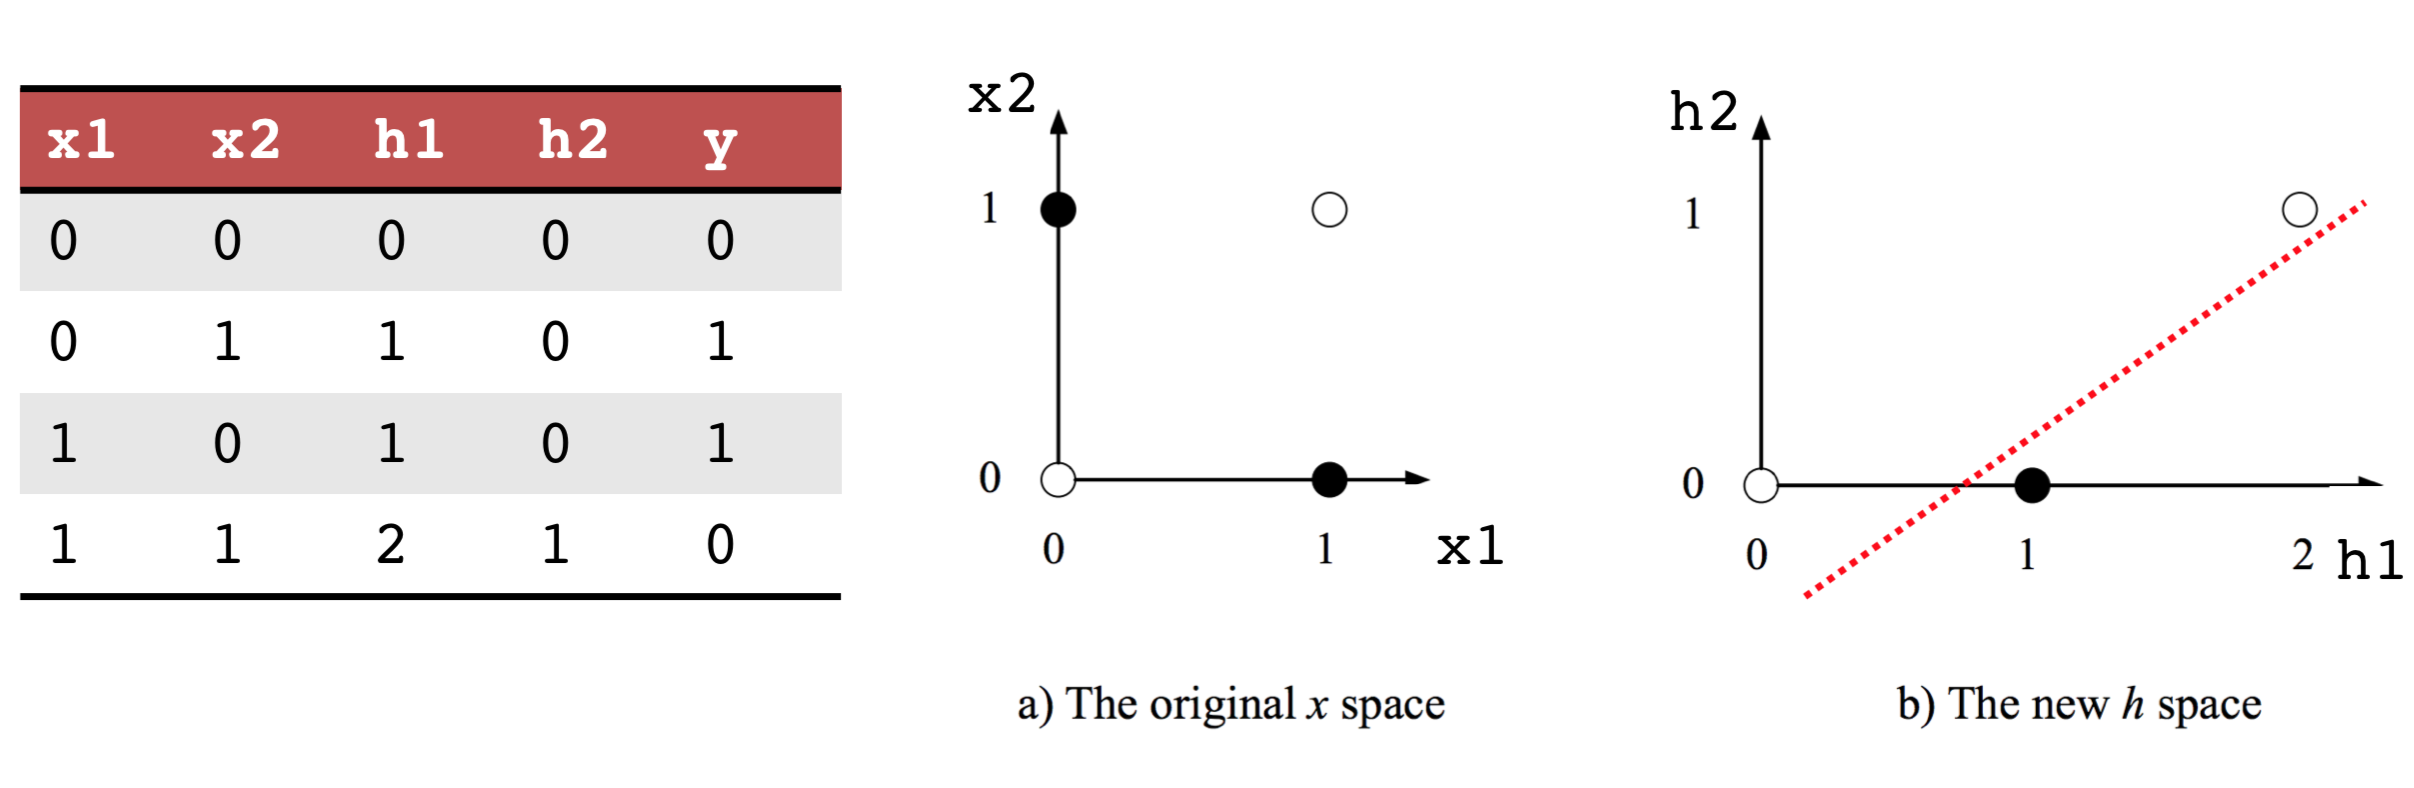 x1 x2 h1 h2 y
0 0 0 0 0
0 1 1 0 1
1 0 1 0 1
1 1 2 1 0
x2
1
0
0 1 x1
a) The original x space
h2
1
0
0 1 2 h1
b) The new h space